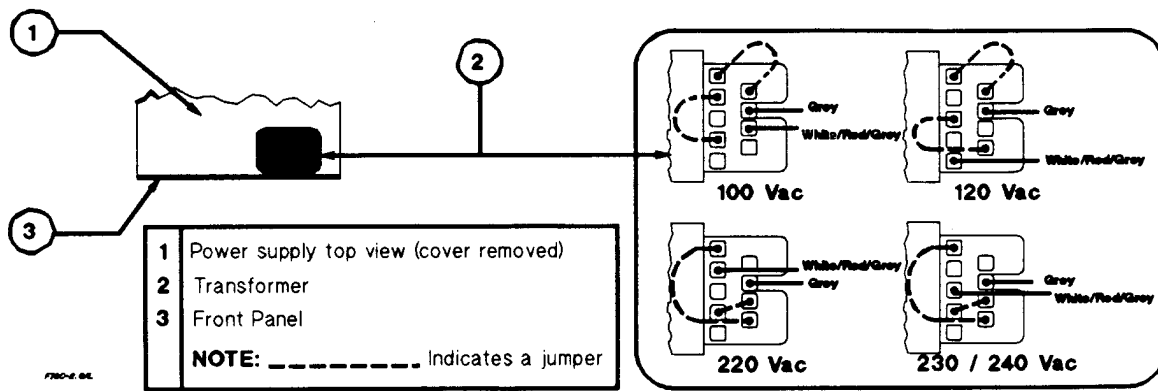 1
2
3
Grey
White/Red/Grey
100 Vac
Grey
White/Red/Grey
120 Vac
White/Red/Grey
Grey
220 Vac
Grey
White/Red/Grey
230 / 240 Vac
1 Power supply top view (cover removed)
2 Transformer
3 Front Panel
NOTE: Indicates a jumper